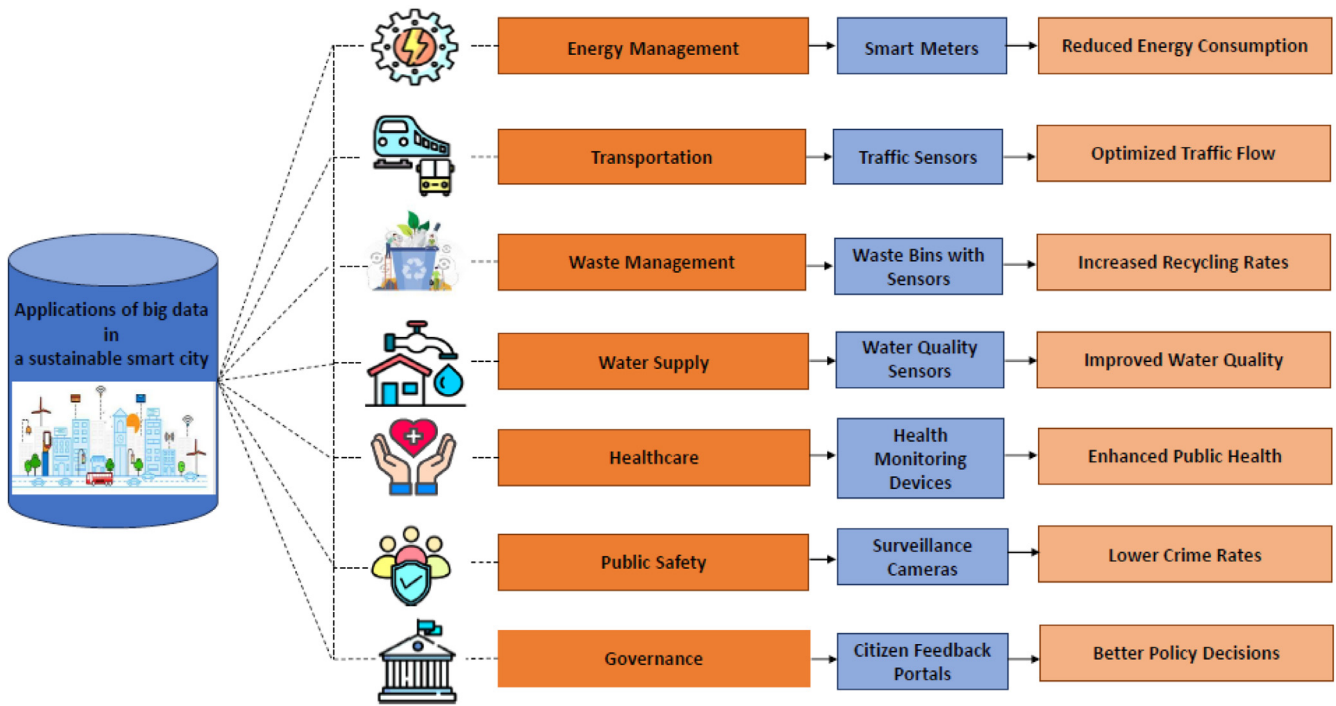 Applications of big data
in
a sustainable smart city
Energy Management
Smart Meters
Reduced Energy Consumption
Transportation
Traffic Sensors
Optimized Traffic Flow
Waste Management
Waste Bins with
Sensors
Increased Recycling Rates
Water Supply
Water Quality
Sensors
Improved Water Quality
Healthcare
Health
Monitoring
Devices
Enhanced Public Health
Public Safety
Surveillance
Cameras
Lower Crime Rates
Governance
Citizen Feedback
Portals
Better Policy Decisions